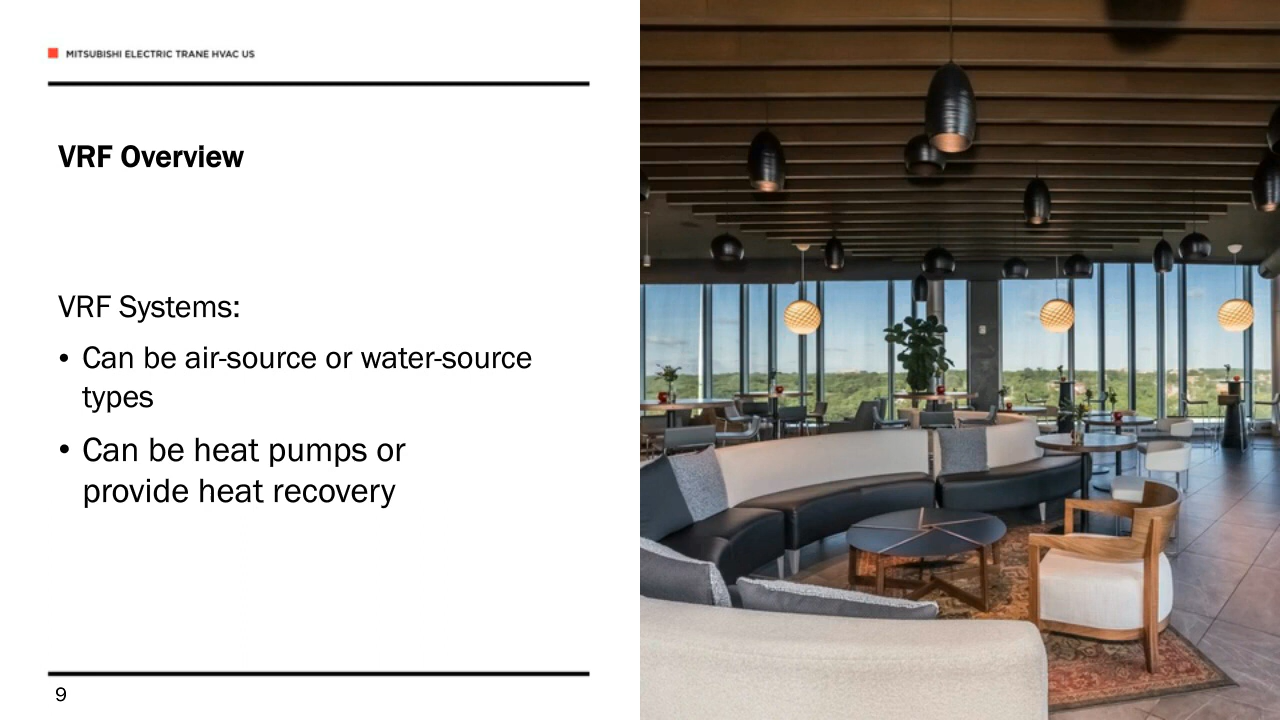 MITSUBISHI ELECTRIC TRANE HVAC US
VRF Overview
VRF Systems:
• Can be air-source or water-source
types
• Can be heat pumps or
provide heat recovery
9